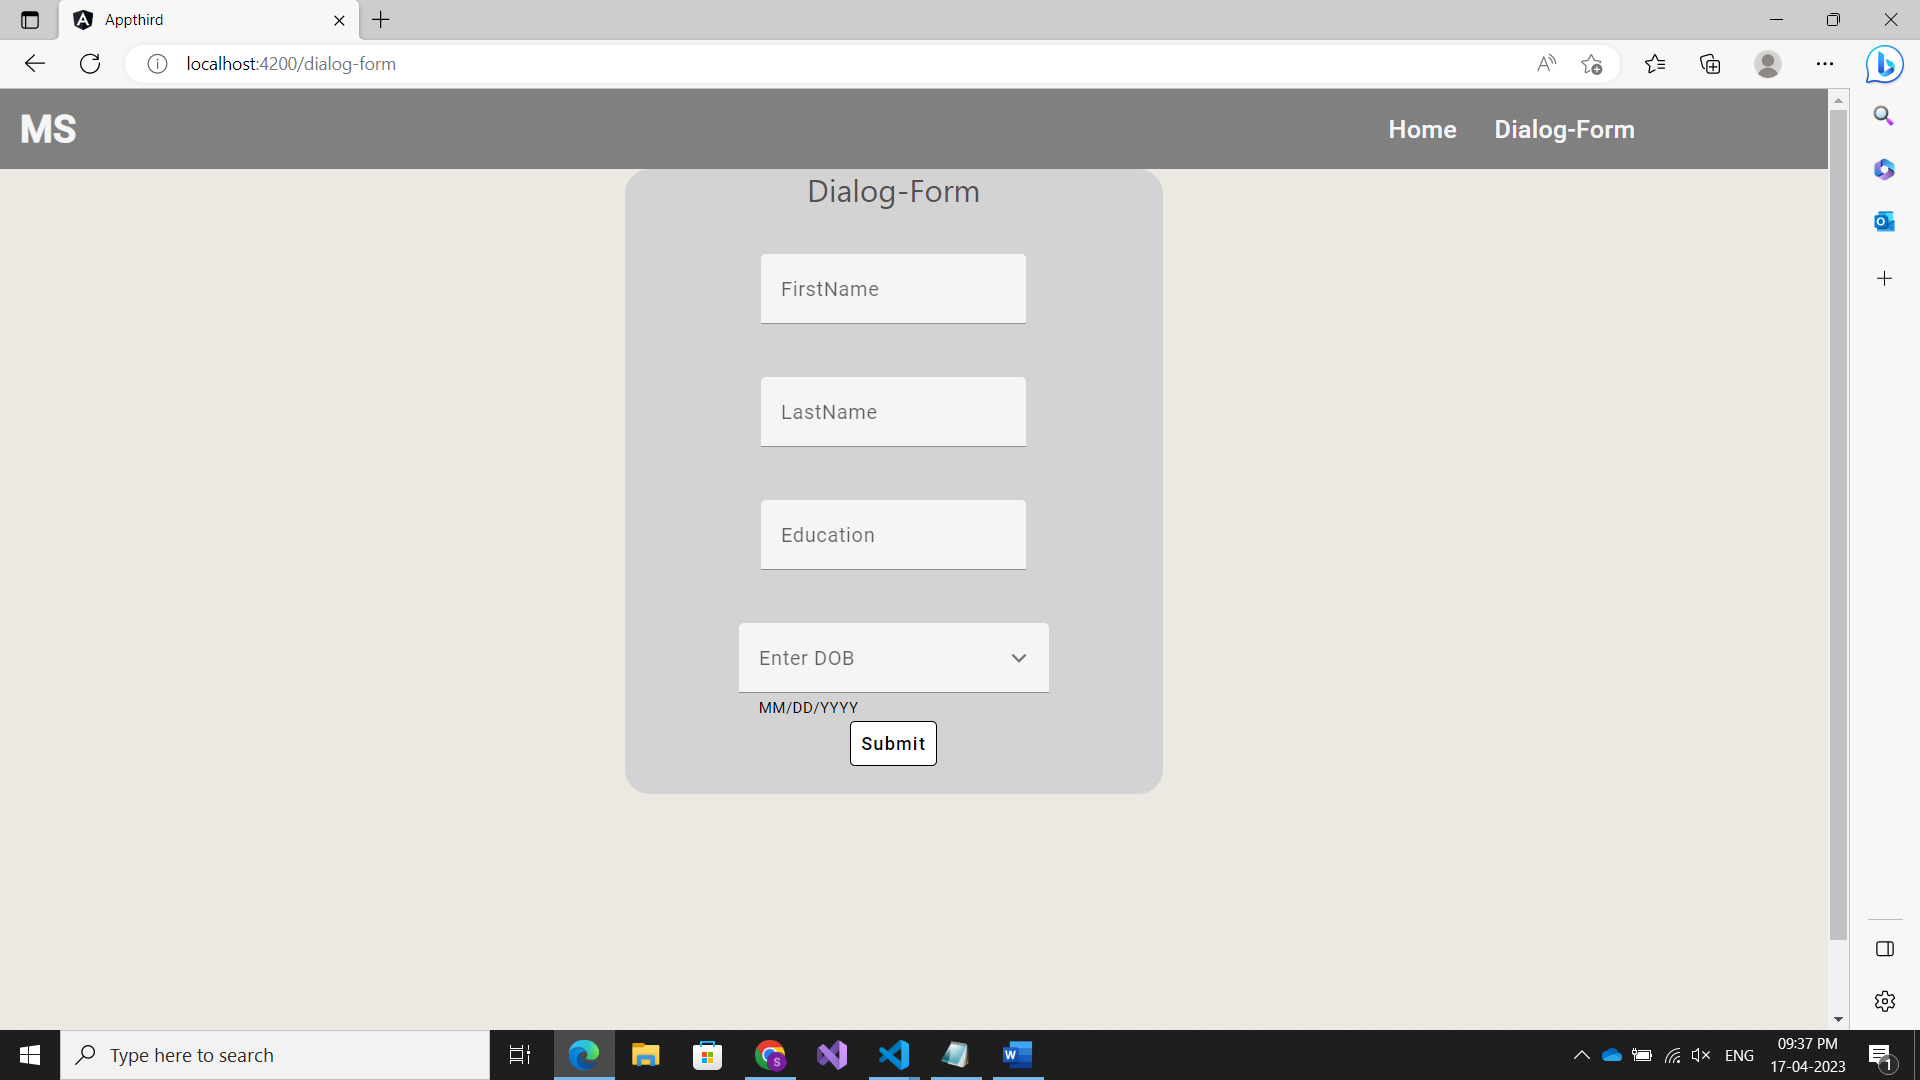 Appthird
localhost:4200/dialog-form
MS
Home
Dialog-Form
Dialog-Form
FirstName
LastName
Education
Enter DOB
MM/DD/YYYY
Submit
Type here to search
ENG
09:37 PM
17-04-2023
1